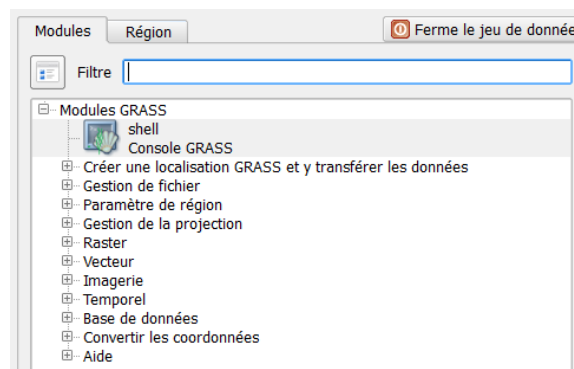 Modules
Région
Ferme le jeu de donnée
Filtre
Modules GRASS
shell
Console GRASS
Créer une localisation GRASS et y transférer les données
Gestion de fichier
Paramètre de région
Gestion de la projection
Raster
Vecteur
Imagerie
Temporel
Base de données
Convertir les coordonnées
Aide